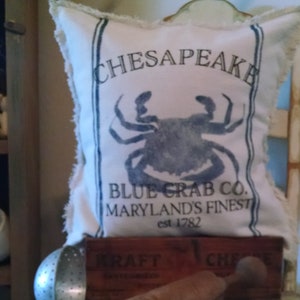 CHESAPEAKE
BLUE CRAB CO.
MARYLAND'S FINEST
est 1782
KRAFT CHEESE